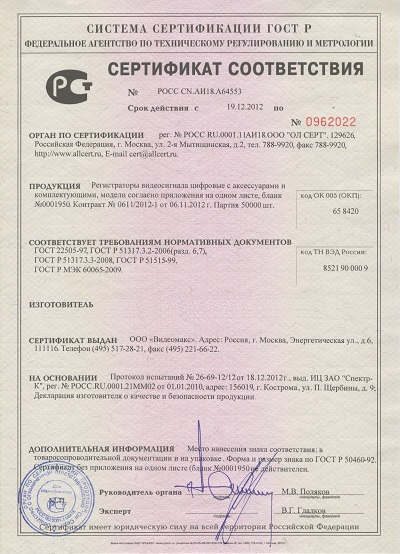 СИСТЕМА СЕРТИФИКАЦИИ ГОСТ Р
ФЕДЕРАЛЬНОЕ АГЕНТСТВО ПО ТЕХНИЧЕСКОМУ РЕГУЛИРОВАНИЮ И МЕТРОЛОГИИ
СЕРТИФИКАТ СООТВЕТСТВИЯ
№ РОСС CN.АИ18.А64553
Срок действия с 19.12.2012 по -
№ 0962022
ОРГАН ПО СЕРТИФИКАЦИИ рег. № РОСС RU.0001.11АИ18.ООО "ОЛ СЕРТ". 129626,
Российская Федерация, г. Москва, ул. 2-я Мытищинская, д.2, тел. 788-9920, факс 788-9920,
http://www.allcert.ru, E-mail cert@allcert.ru.
ПРОДУКЦИЯ Регистраторы видеосигнала цифровые с аксессуарами и
комплектующими, модели согласно приложения на одном листе, бланк
№0001950. Контракт № 0611/2012-1 от 06.11.2012 г. Партия 50000 шт.
код ОК 005 (ОКП):
65 8420
СООТВЕТСТВУЕТ ТРЕБОВАНИЯМ НОРМАТИВНЫХ ДОКУМЕНТОВ
ГОСТ 22505-97, ГОСТ Р 51317.3.2-2006(разд. 6,7),
ГОСТ Р 51317.3.3-2008, ГОСТ Р 51515-99,
ГОСТ Р МЭК 60065-2009.
код ТН ВЭД России:
8521 90 000 9
ИЗГОТОВИТЕЛЬ
СЕРТИФИКАТ ВЫДАН ООО «Видеомакс». Адрес: Россия, г. Москва, Энергетическая ул., д.6,
111116. Телефон (495) 517-28-21, факс (495) 221-66-22.
НА ОСНОВАНИИ Протокол испытаний № 26-69-12/12 от 18.12.2012 г., выд. ИЦ ЗАО "Спектр-
К", рег. № РОСС RU.0001.21ММ02 от 01.01.2010, адрес: 156019, г. Кострома, ул. П. Щербины, д. 9;
Декларация изготовителя о качестве и безопасности продукции.
ДОПОЛНИТЕЛЬНАЯ ИНФОРМАЦИЯ Место нанесения знака соответствия: в
товаросопроводительной документации и на упаковке. Форма и размер знака по ГОСТ Р 50460-92.
Сертификат без приложения на одном листе (бланк №0001950 не действителен.
Руководитель органа
М.В. Поляков
Эксперт
В.Г. Гладков
Сертификат имеет юридическую силу на всей территории Российской Федерации